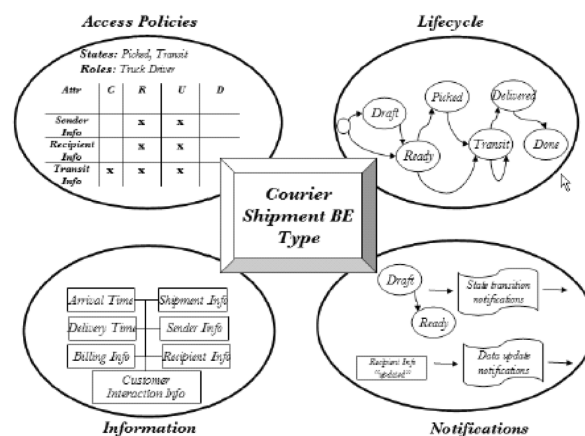 Access Policies
States: Picked, Transit
Roles: Truck Driver
Attr C R U D
Sender
Info x x
Recipient
Info x x
Transit
Info x x x
Lifecycle
Draft
Ready
Picked
Transit
Delivered
Done
Courier
Shipment BE
Type
Arrival Time
Shipment Info
Delivery Time
Sender Info
Billing Info
Recipient Info
Customer
Interaction Info
Information
Draft
Ready
State transition
notifications
Recipient Info
"updated"
Data update
notifications
Notifications